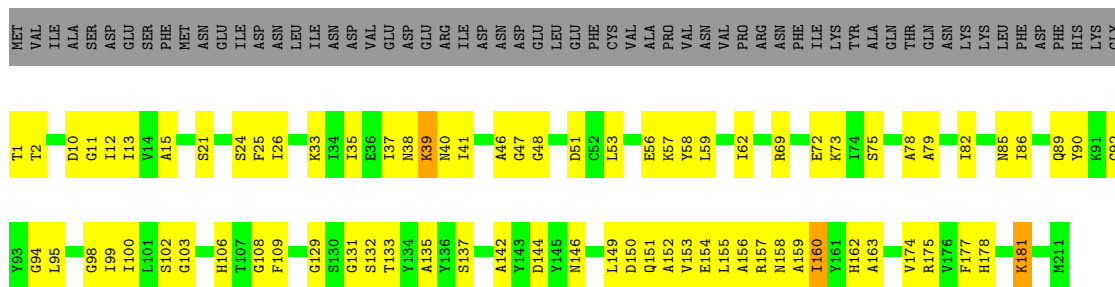 MET VAL ILE ALA SER ASP GLU SER PHE MET ASN GLU ILE ASP ASN LEU ILE ASN ASP VAL GLU ASP GLU ARG ILE ASP ASN ASP GLU LEU GLU PHE CYS VAL ALA PRO VAL ASN VAL PRO ARG ASN PHE ILE LYS TYR ALA GLN THR GLN ASN LYS LYS LEU PHE ASP PHE HIS LYS GLY
T1 T2 D10 G11 I12 I13 V14 A15 S21 S24 F25 I26 K33 I34 I35 E36 I37 N38 K39 N40 I41 A46 G47 G48 D51 C52 L53 E56 K57 Y58 L59 I62 R69 E72 K73 I74 S75 A78 A79 I82 N85 I86 Q89 Y90 K91 G92
Y93 G94 L95 G98 I99 I100 L101 S102 G103 H106 T107 G108 F109 G129 S130 G131 S132 T133 Y134 A135 Y136 S137 A142 Y143 D144 Y145 N146 L149 D150 Q151 A152 V153 E154 L155 A156 R157 N158 A159 I160 Y161 H162 A163 V174 R175 V176 F177 H178 K181 M211